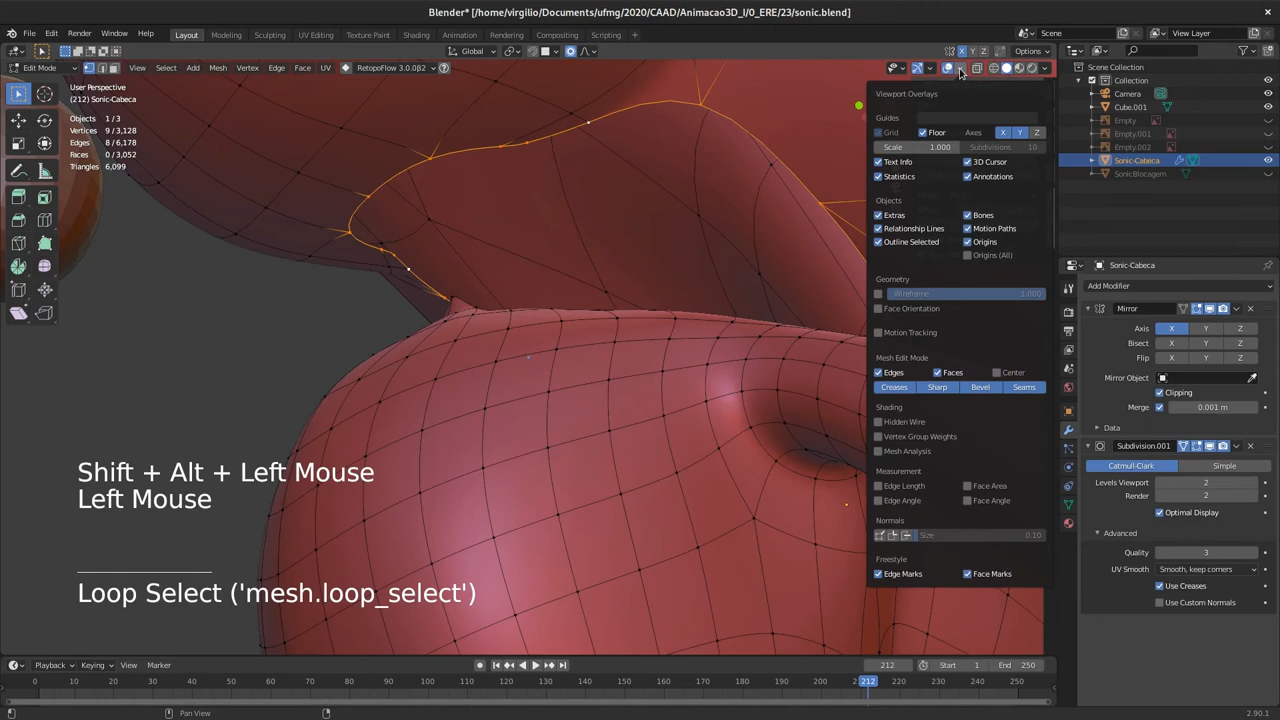 Blender* [/home/virgilio/Documents/ufmg/2020/CAAD/Animacao3D_I/0_ERE/23/sonic.blend]
File Edit Render Window Help Layout Modeling Sculpting UV Editing Texture Paint Shading Animation Rendering Compositing Scripting + Scene View Layer
Global X Y Z Options
Edit Mode View Select Add Mesh Vertex Edge Face UV RetopoFlow 3.0.0β2
User Perspective
(212) Sonic-Cabeca
Objects 1 / 3
Vertices 9 / 3,128
Edges 8 / 6,178
Faces 0 / 3,052
Triangles 6,099
Viewport Overlays
Guides
Grid Floor Axes X Y Z
Scale 1.000 Subdivisions 10
Text Info 3D Cursor
Statistics Annotations
Objects
Extras Bones
Relationship Lines Motion Paths
Outline Selected Origins
Origins (All)
Geometry
Wireframe 1.000
Face Orientation
Motion Tracking
Mesh Edit Mode
Edges Faces Center
Creases Sharp Bevel Seams
Shading
Hidden Wire
Vertex Group Weights
Mesh Analysis
Measurement
Edge Length Face Area
Edge Angle Face Angle
Normals
Size 0.10
Freestyle
Edge Marks Face Marks
Scene Collection
Collection
Camera
Cube.001
Empty
Empty.001
Empty.002
Sonic-Cabeca
SonicBlocagem
Sonic-Cabeca
Add Modifier
Mirror
Axis X Y Z
Bisect X Y Z
Flip X Y Z
Mirror Object
Clipping
Merge 0.001 m
Data
Subdivision.001
Catmull-Clark Simple
Levels Viewport 2
Render 2
Optimal Display
Advanced
Quality 3
UV Smooth Smooth, keep corners
Use Creases
Use Custom Normals
Shift + Alt + Left Mouse
Left Mouse
Loop Select ('mesh.loop_select')
Playback Keying View Marker 212 Start 1 End 250
0 10 20 30 40 50 60 70 80 90 100 110 120 130 140 150 160 170 180 190 200 212 220 230 240 250
Pan View 2.90.1